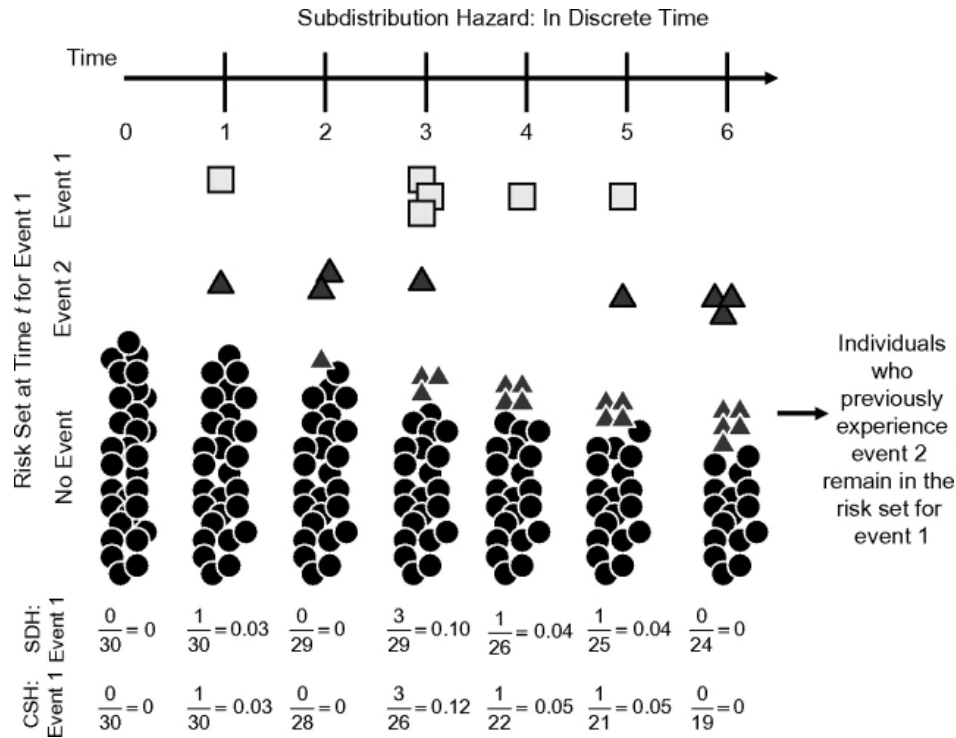 Subdistribution Hazard: In Discrete Time
Time
0 1 2 3 4 5 6
Risk Set at Time t for Event 1
Event 1
Event 2
No Event
Individuals
who
previously
experience
event 2
remain in the
risk set for
event 1
SDH:
Event 1
0/30 = 0 1/30 = 0.03 0/29 = 0 3/29 = 0.10 1/26 = 0.04 1/25 = 0.04 0/24 = 0
CSH:
Event 1
0/30 = 0 1/30 = 0.03 0/28 = 0 3/26 = 0.12 1/22 = 0.05 1/21 = 0.05 0/19 = 0